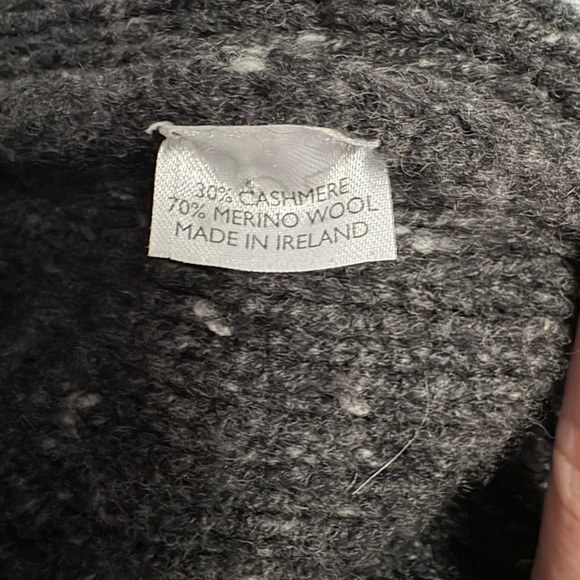 30% CASHMERE
70% MERINO WOOL
MADE IN IRELAND